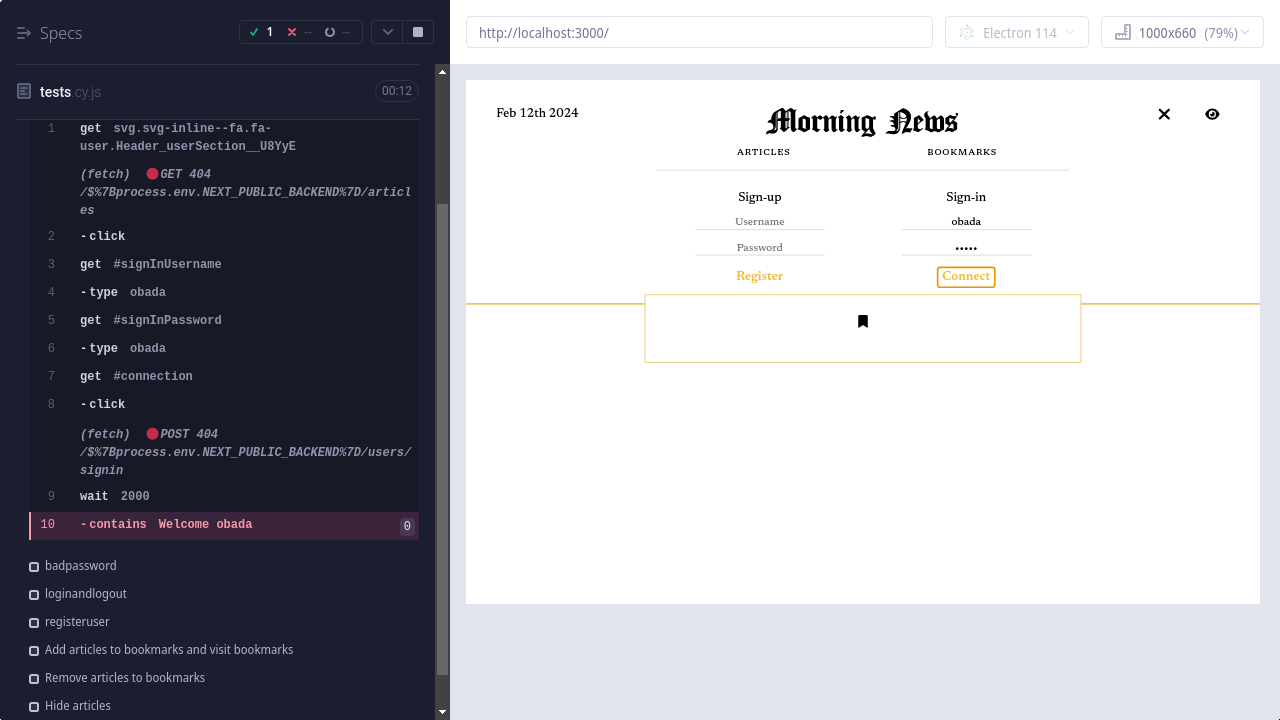 Specs
1 -- --
tests.cy.js 00:12
1 get svg.svg-inline--fa.fa-
user.Header_userSection__U8YyE
(fetch) GET 404
/$%7Bprocess.env.NEXT_PUBLIC_BACKEND%7D/articl
es
2 -click
3 get #signInUsername
4 -type obada
5 get #signInPassword
6 -type obada
7 get #connection
8 -click
(fetch) POST 404
/$%7Bprocess.env.NEXT_PUBLIC_BACKEND%7D/users/
signin
9 wait 2000
10 -contains Welcome obada 0
badpassword
loginandlogout
registeruser
Add articles to bookmarks and visit bookmarks
Remove articles to bookmarks
Hide articles
http://localhost:3000/
Electron 114
1000x660 (79%)
Feb 12th 2024
Morning News
ARTICLES BOOKMARKS
Sign-up Sign-in
Username obada
Password •••••
Register Connect